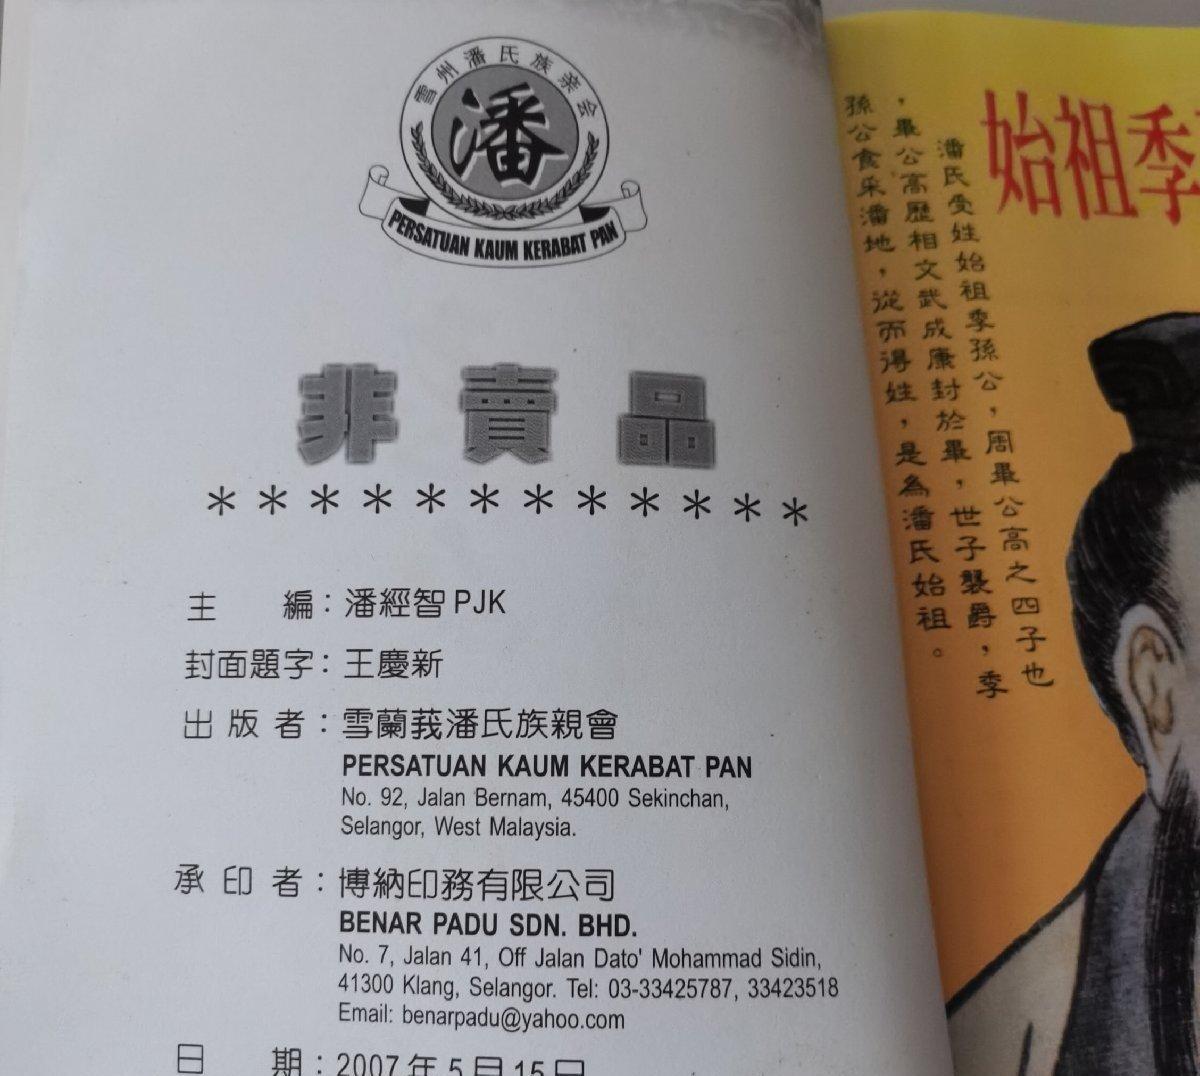 雪州潘氏族亲会
潘
PERSATUAN KAUM KERABAT PAN
非賣品
* * * * * * * * * * * *
主 編：潘經智 PJK
封面題字：王慶新
出版者：雪蘭莪潘氏族親會
PERSATUAN KAUM KERABAT PAN
No. 92, Jalan Bernam, 45400 Sekinchan,
Selangor, West Malaysia.
承印者：博納印務有限公司
BENAR PADU SDN. BHD.
No. 7, Jalan 41, Off Jalan Dato' Mohammad Sidin,
41300 Klang, Selangor. Tel: 03-33425787, 33423518
Email: benarpadu@yahoo.com
日 期：2007年5月15日
始祖季
潘氏受姓始祖季孫公，周畢公高之四子也
，畢公高歷相文武成康封於畢，世子襲爵，季
孫公食采潘地，從而得姓，是為潘氏始祖。